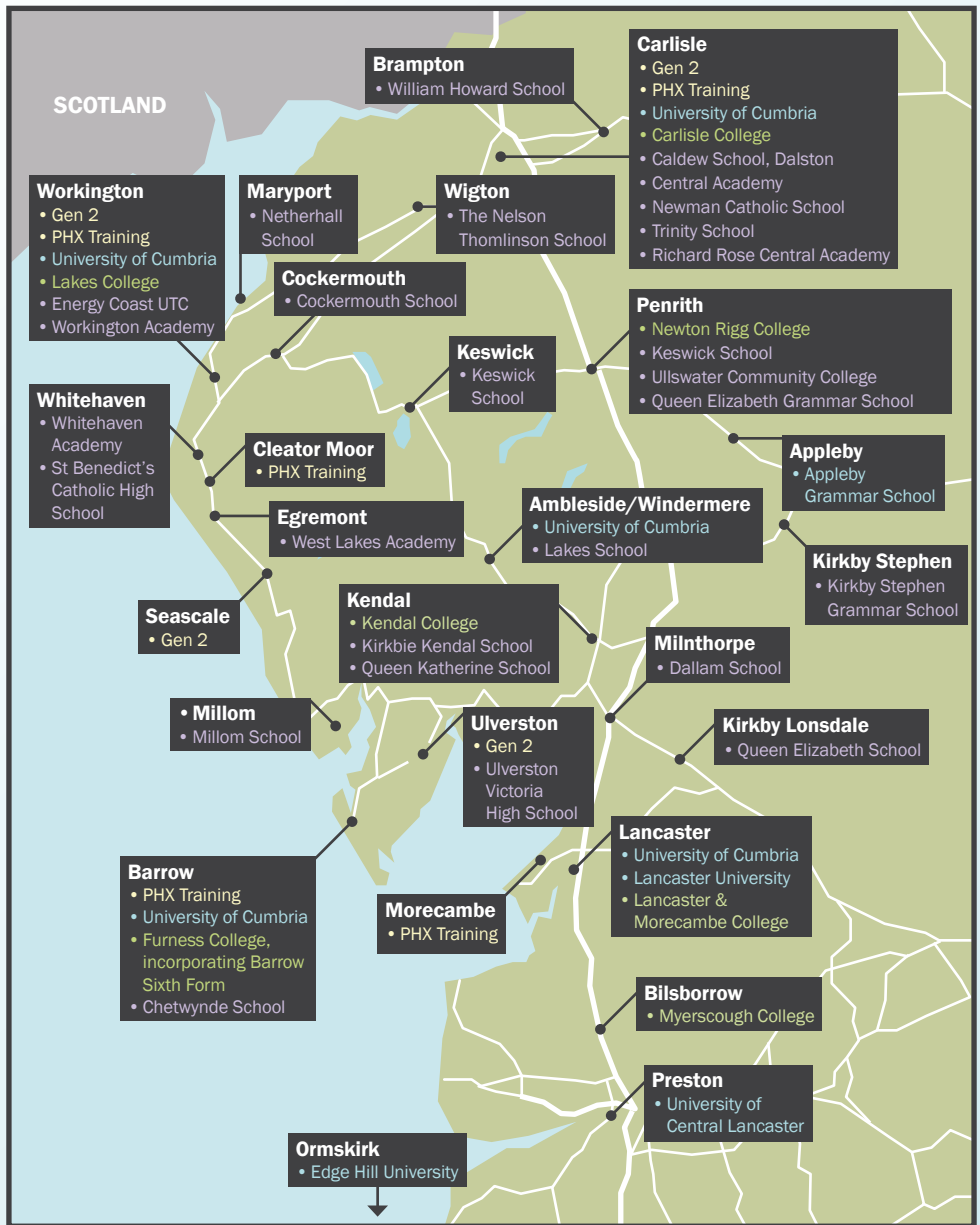 SCOTLAND
Brampton
• William Howard School
Carlisle
• Gen 2
• PHX Training
• University of Cumbria
• Carlisle College
• Caldew School, Dalston
• Central Academy
• Newman Catholic School
• Trinity School
• Richard Rose Central Academy
Workington
• Gen 2
• PHX Training
• University of Cumbria
• Lakes College
• Energy Coast UTC
• Workington Academy
Maryport
• Netherhall
School
Wigton
• The Nelson
Thomlinson School
Cockermouth
• Cockermouth School
Penrith
• Newton Rigg College
• Keswick School
• Ullswater Community College
• Queen Elizabeth Grammar School
Keswick
• Keswick
School
Whitehaven
• Whitehaven
Academy
• St Benedict's
Catholic High
School
Cleator Moor
• PHX Training
Appleby
• Appleby
Grammar School
Egremont
• West Lakes Academy
Ambleside/Windermere
• University of Cumbria
• Lakes School
Kirkby Stephen
• Kirkby Stephen
Grammar School
Seascale
• Gen 2
Kendal
• Kendal College
• Kirkbie Kendal School
• Queen Katherine School
Milnthorpe
• Dallam School
• Millom
• Millom School
Ulverston
• Gen 2
• Ulverston
Victoria
High School
Kirkby Lonsdale
• Queen Elizabeth School
Lancaster
• University of Cumbria
• Lancaster University
• Lancaster &
Morecambe College
Barrow
• PHX Training
• University of Cumbria
• Furness College,
incorporating Barrow
Sixth Form
• Chetwynde School
Morecambe
• PHX Training
Bilsborrow
• Myerscough College
Preston
• University of
Central Lancaster
Ormskirk
• Edge Hill University